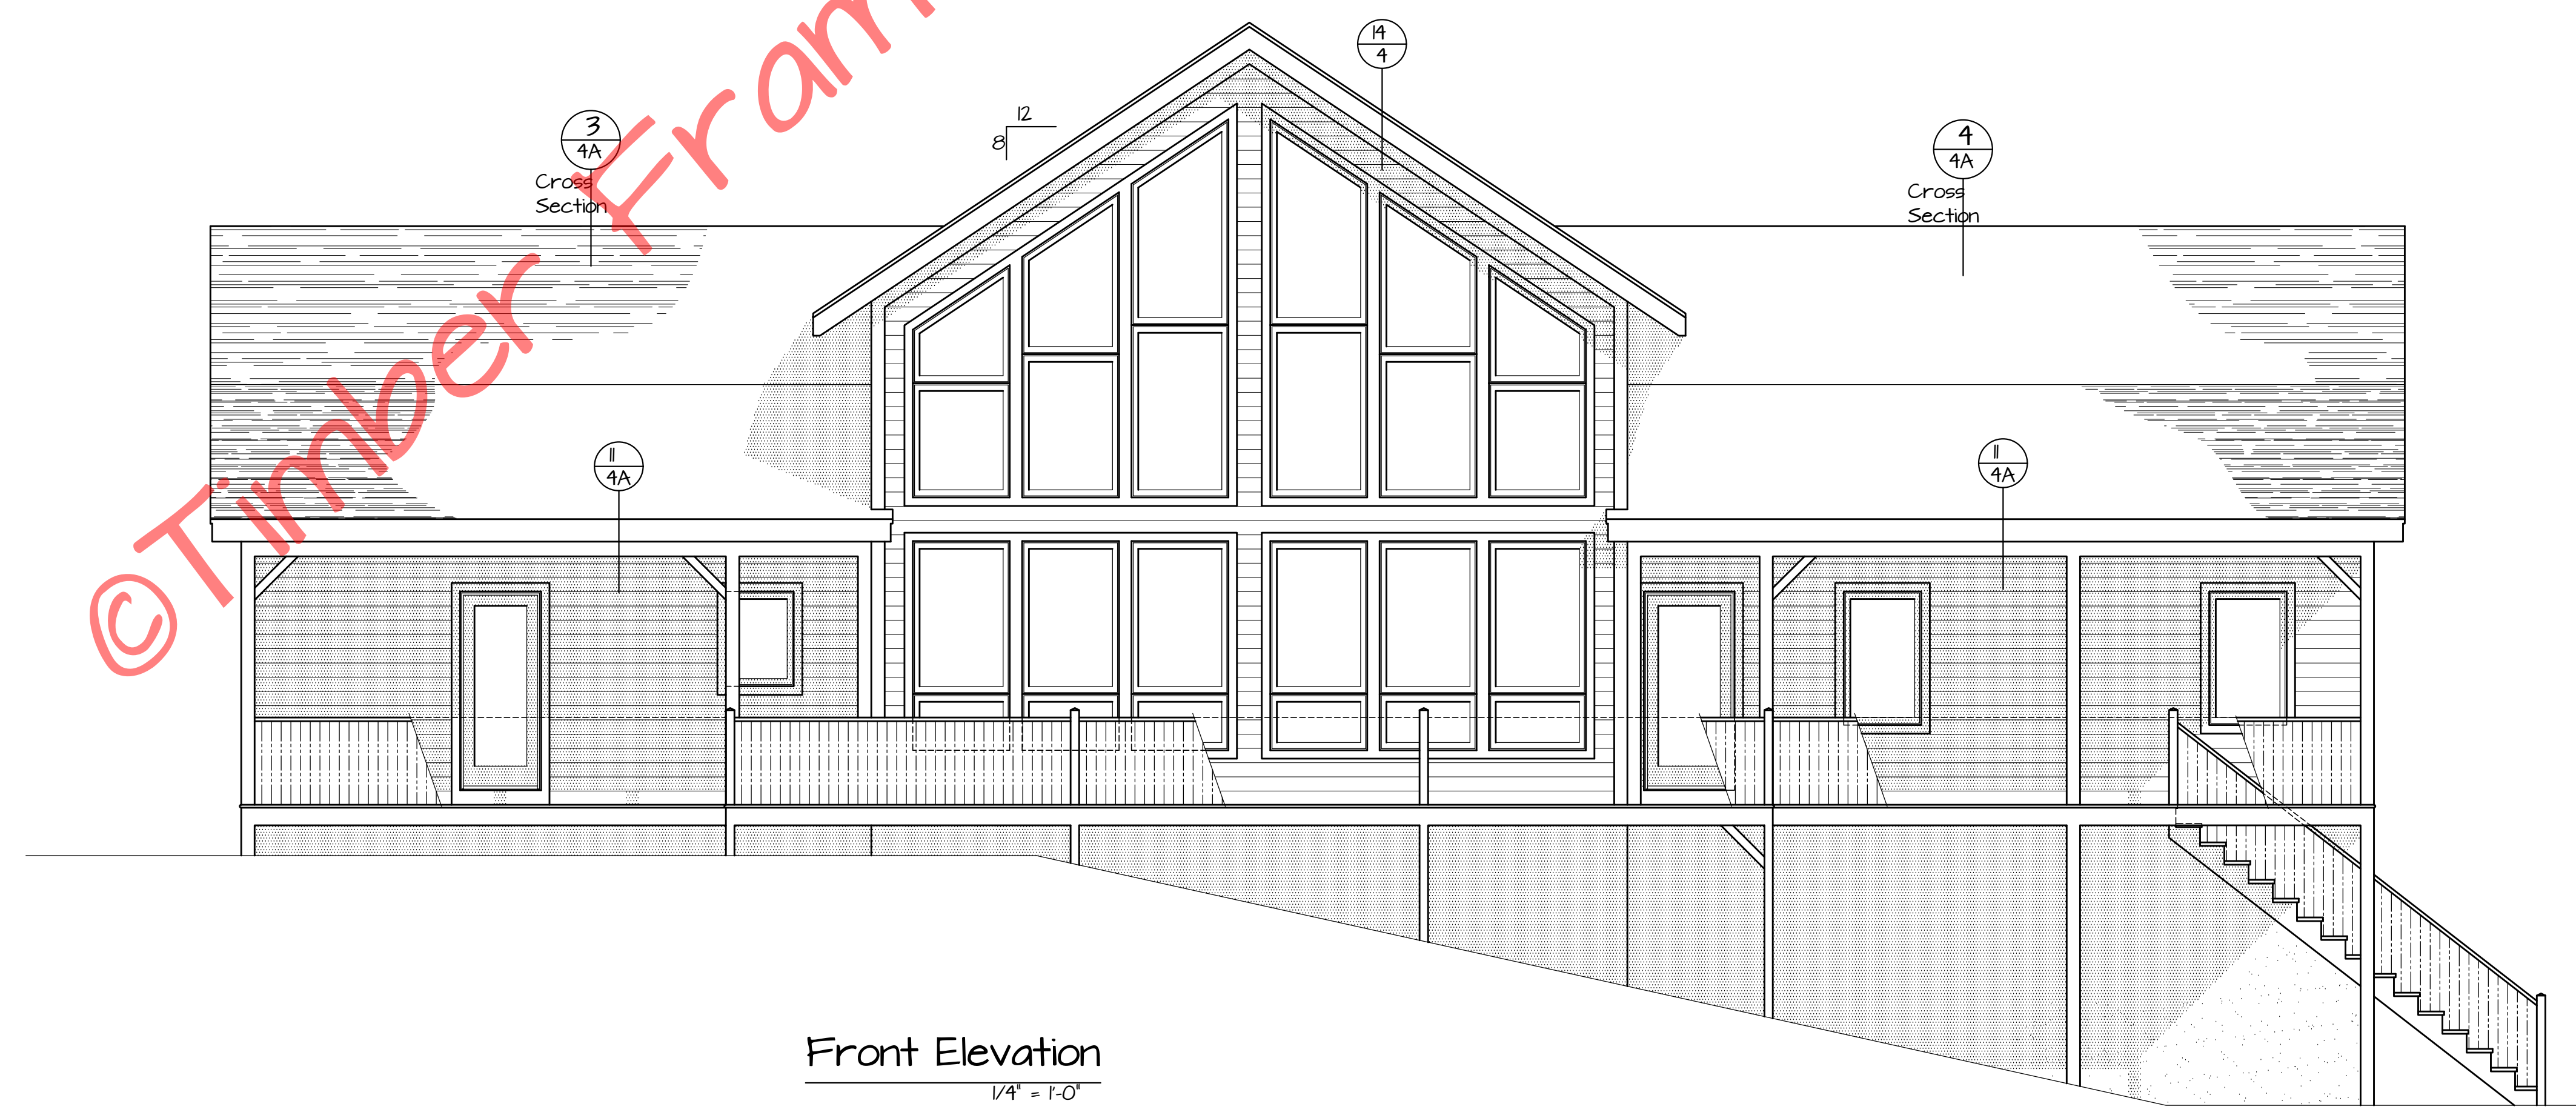 14
4
12
8
3
4A
Cross
Section
4
4A
Cross
Section
11
4A
11
4A
©Timber Fram
Front Elevation
1/4" = 1'-0"